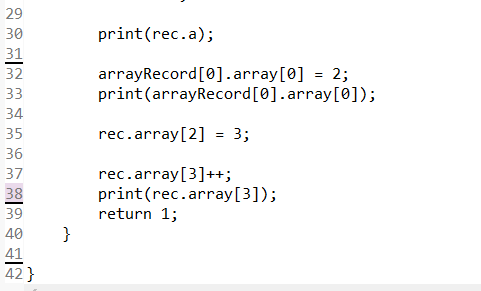 29
30 print(rec.a);
31
32 arrayRecord[0].array[0] = 2;
33 print(arrayRecord[0].array[0]);
34
35 rec.array[2] = 3;
36
37 rec.array[3]++;
38 print(rec.array[3]);
39 return 1;
40 }
41
42 }